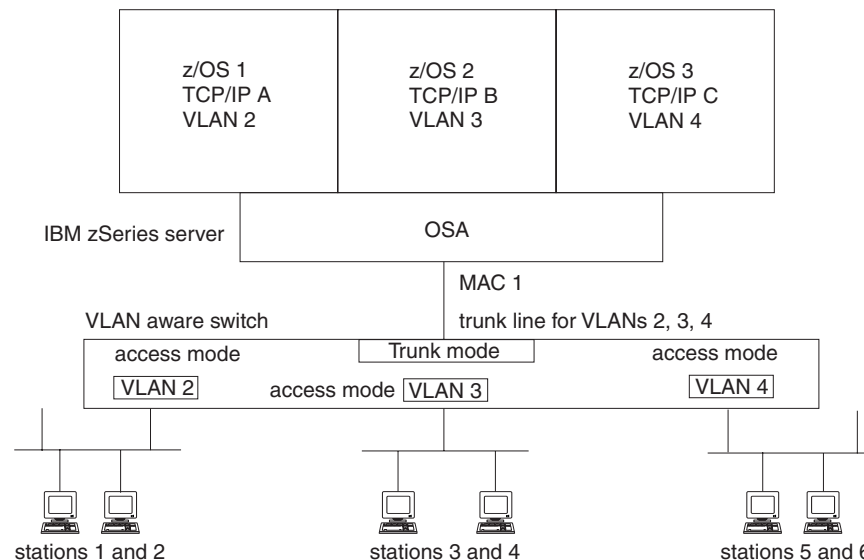 z/OS 1
TCP/IP A
VLAN 2
z/OS 2
TCP/IP B
VLAN 3
z/OS 3
TCP/IP C
VLAN 4
IBM zSeries server
OSA
MAC 1
VLAN aware switch
trunk line for VLANs 2, 3, 4
access mode
Trunk mode
access mode
VLAN 2
access mode
VLAN 3
VLAN 4
stations 1 and 2
stations 3 and 4
stations 5 and 6